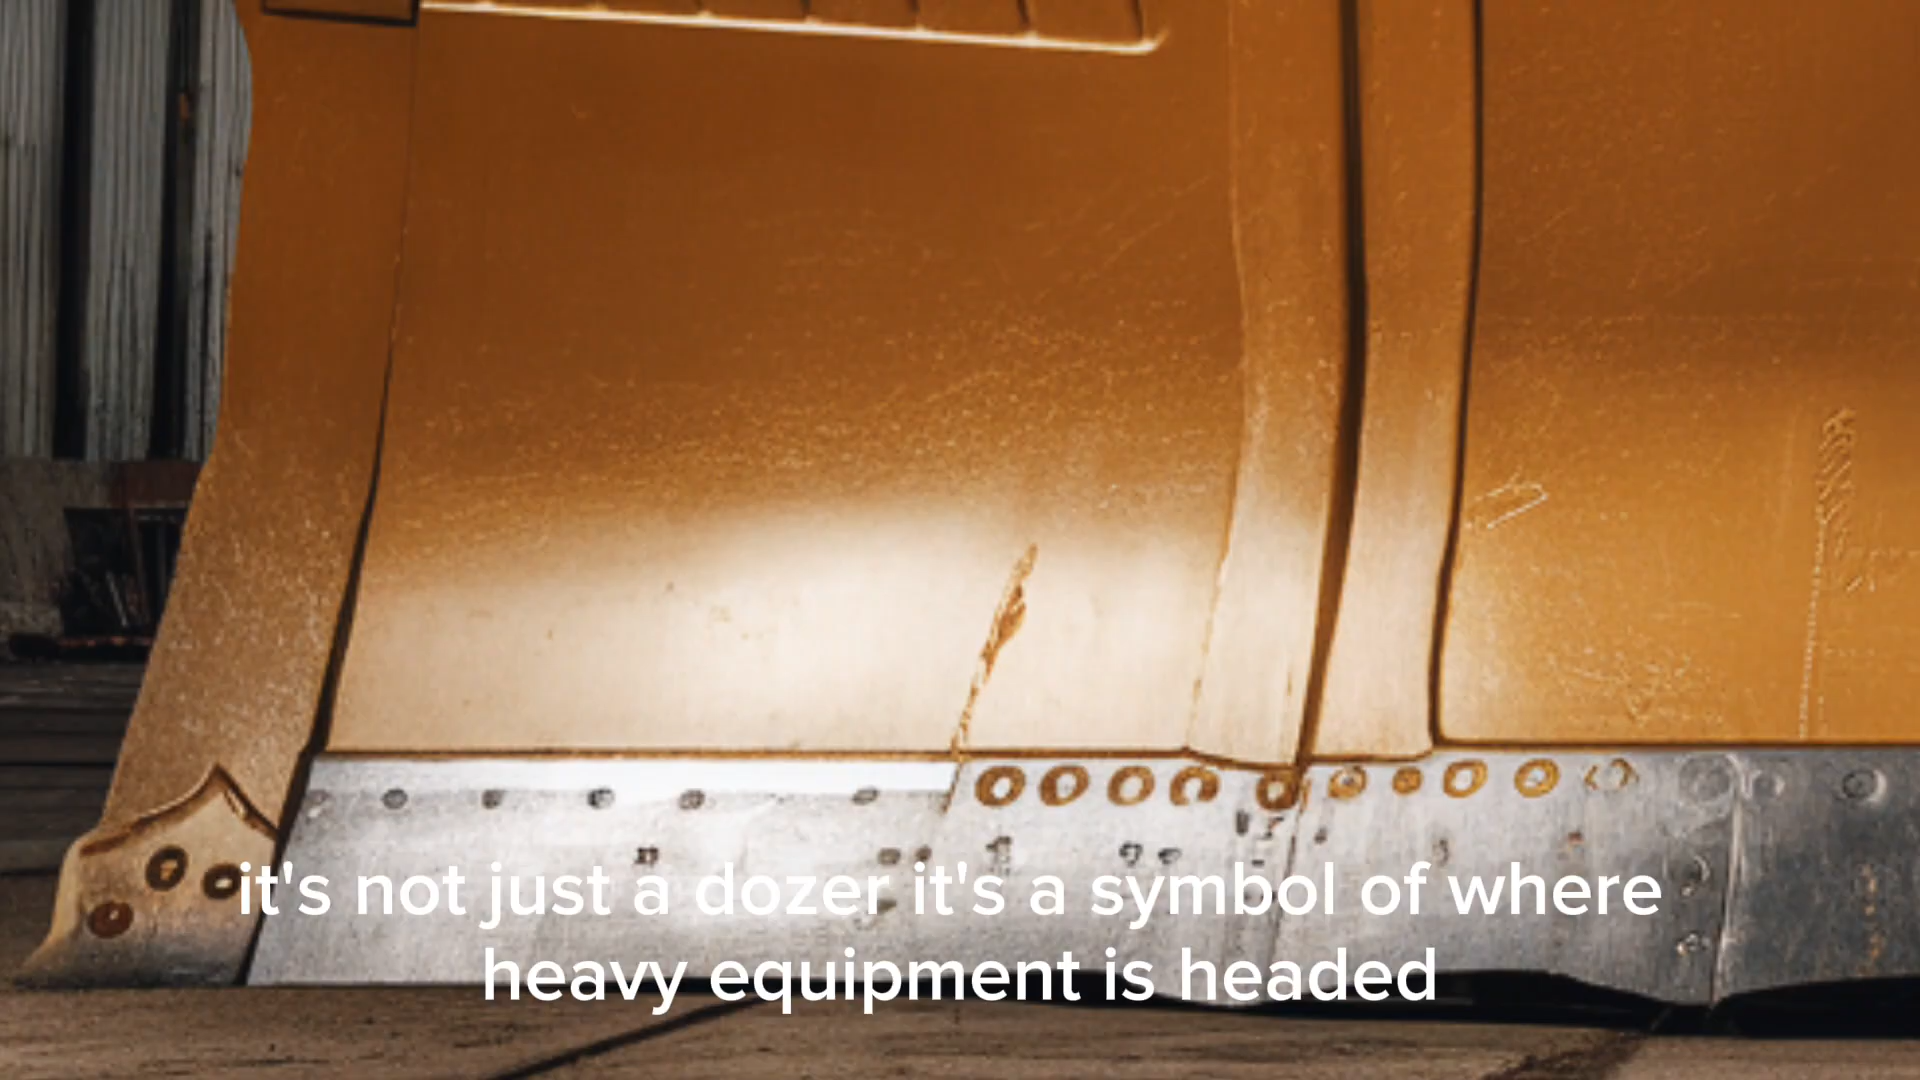 it's not just a dozer it's a symbol of where
heavy equipment is headed